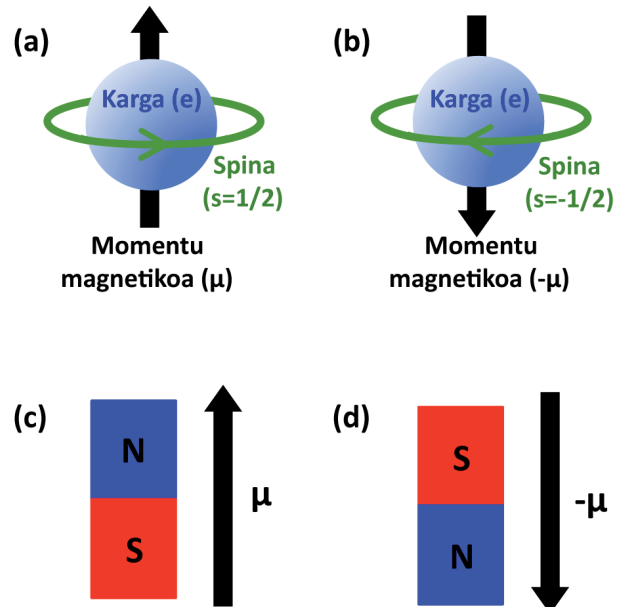 (a)
Karga (e)
Spina
(s=1/2)
Momentu
magnetikoa (μ)
(b)
Karga (e)
Spina
(s=-1/2)
Momentu
magnetikoa (-μ)
(c)
N
S
μ
(d)
S
N
-μ